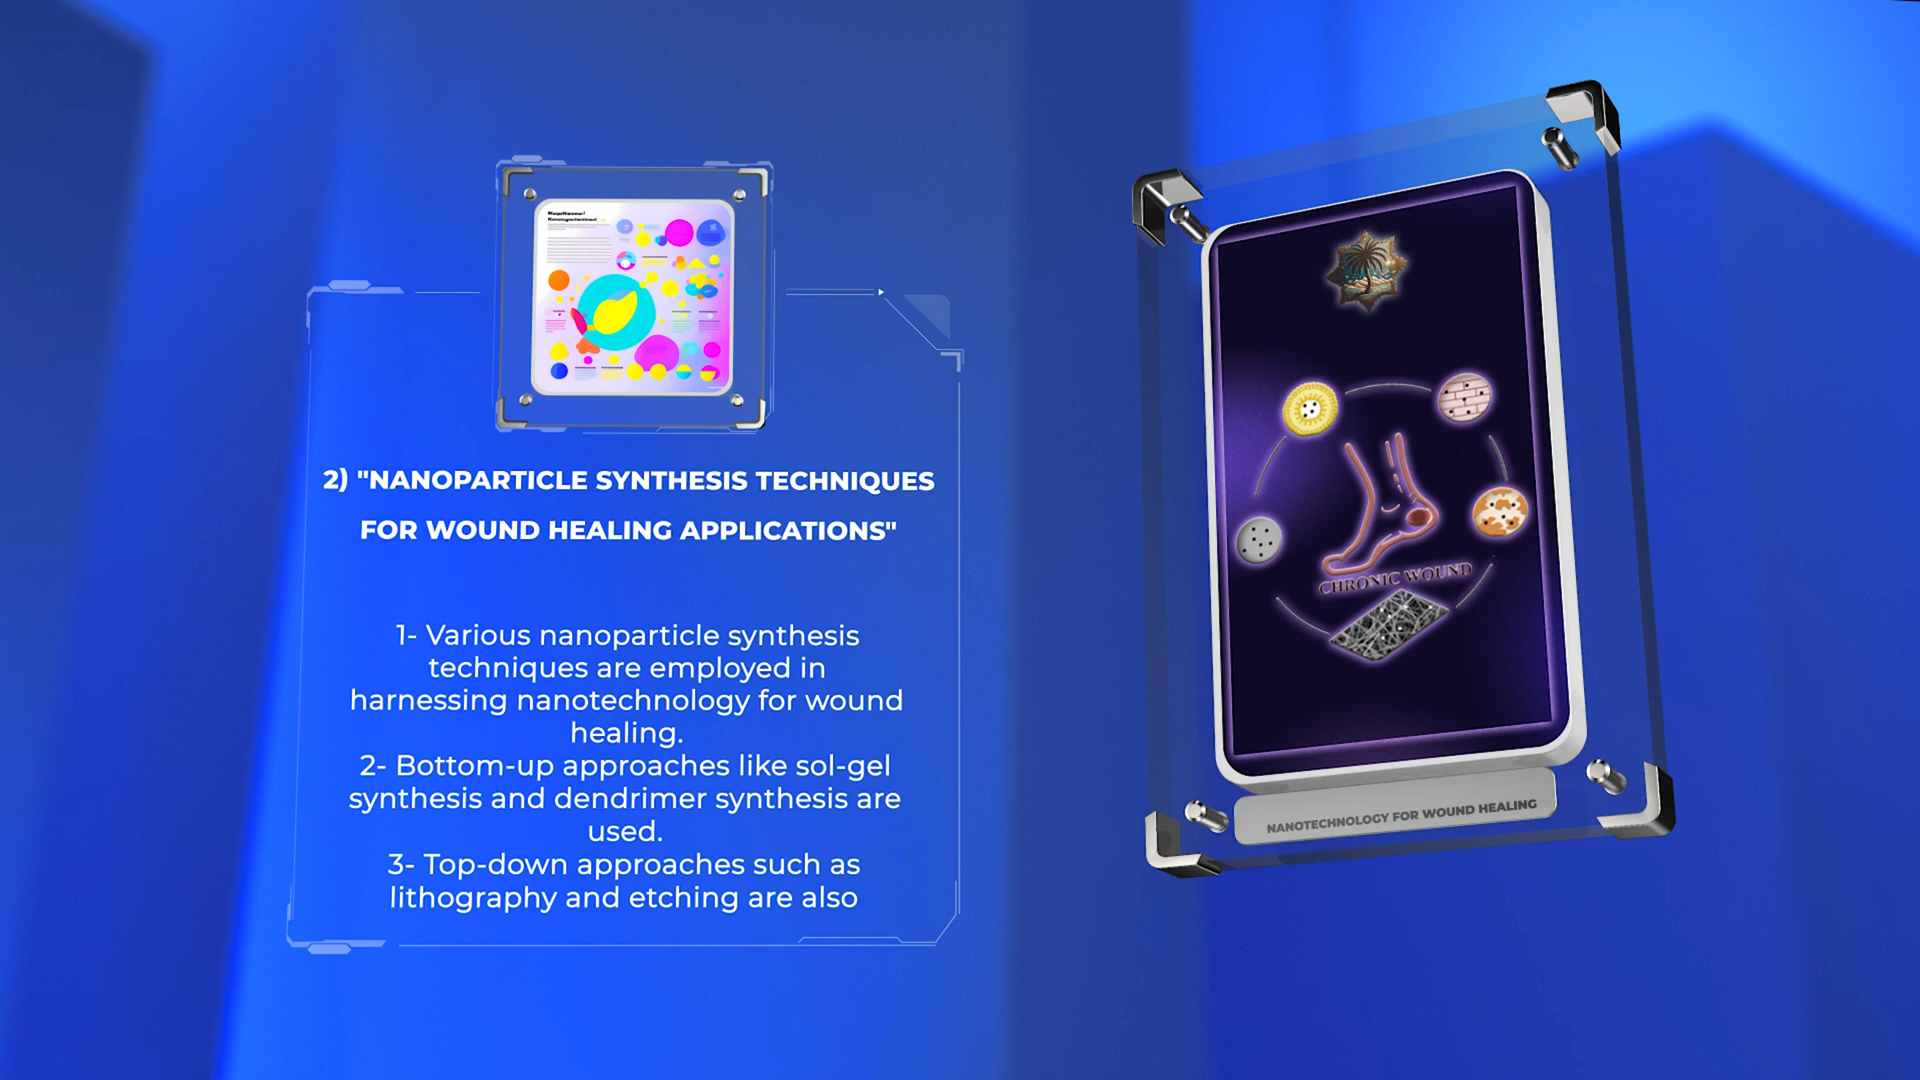 2) "NANOPARTICLE SYNTHESIS TECHNIQUES
FOR WOUND HEALING APPLICATIONS"
1- Various nanoparticle synthesis
techniques are employed in
harnessing nanotechnology for wound
healing.
2- Bottom-up approaches like sol-gel
synthesis and dendrimer synthesis are
used.
3- Top-down approaches such as
lithography and etching are also
CHRONIC WOUND
NANOTECHNOLOGY FOR WOUND HEALING